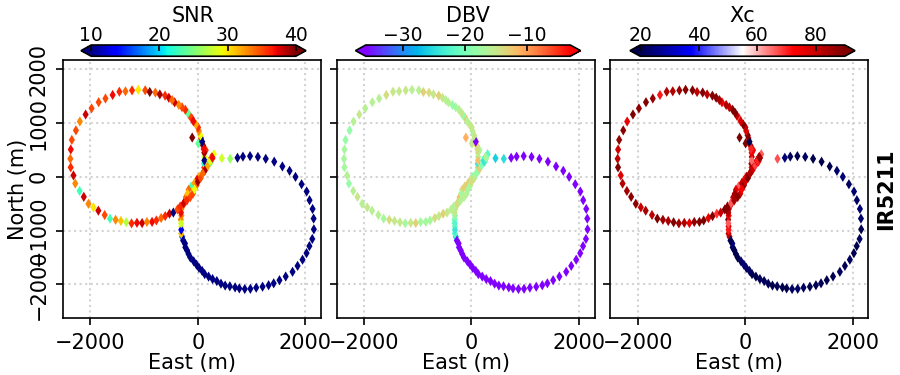 SNR DBV Xc
10 20 30 40 −30 −20 −10 20 40 60 80
2000
1000
0
−1000
−2000
North (m)
IR5211
−2000 0 2000 −2000 0 2000 −2000 0 2000
East (m) East (m) East (m)